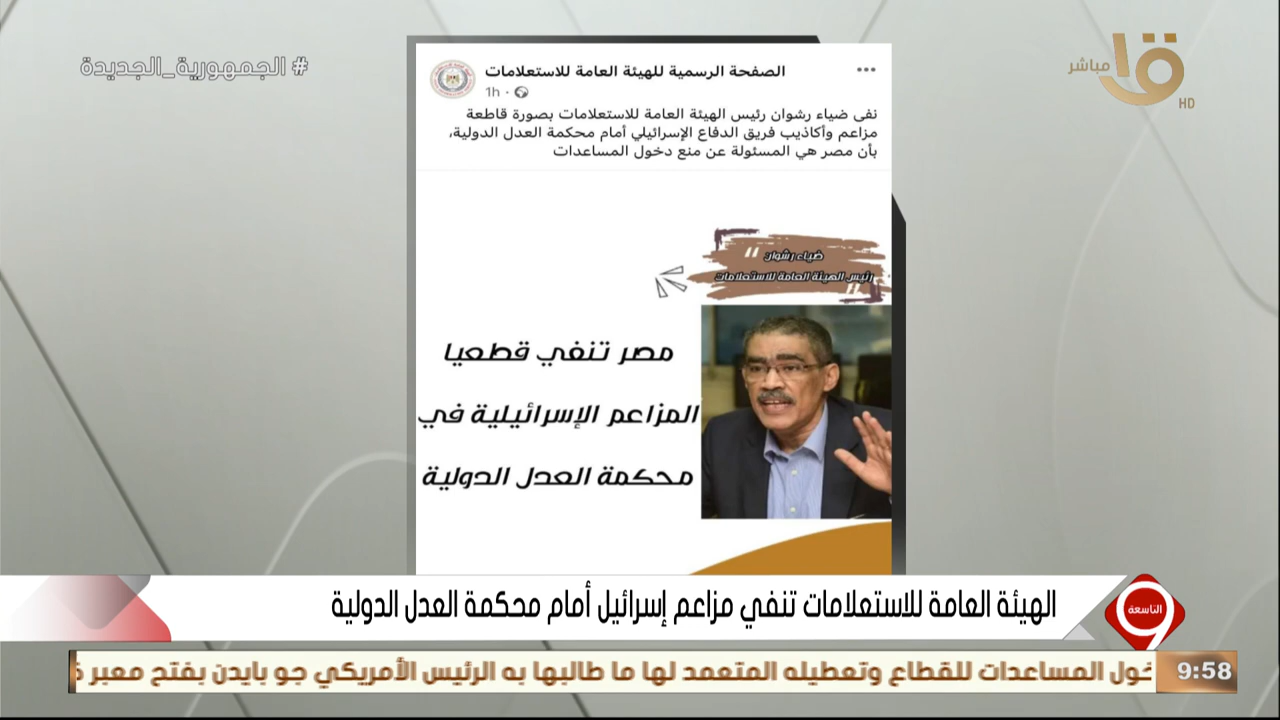 # الجمهورية_الجديدة
مباشر
HD
الصفحة الرسمية للهيئة العامة للاستعلامات
1h
نفى ضياء رشوان رئيس الهيئة العامة للاستعلامات بصورة قاطعة
مزاعم وأكاذيب فريق الدفاع الإسرائيلي أمام محكمة العدل الدولية،
بأن مصر هي المسئولة عن منع دخول المساعدات
ضياء رشوان
رئيس الهيئة العامة للاستعلامات
مصر تنفي قطعيا
المزاعم الإسرائيلية في
محكمة العدل الدولية
الهيئة العامة للاستعلامات تنفي مزاعم إسرائيل أمام محكمة العدل الدولية
التاسعة
9
9:58
المساعدات للقطاع وتعطيله المتعمد لها ما طالبها به الرئيس الأمريكي جو بايدن بفتح معبر